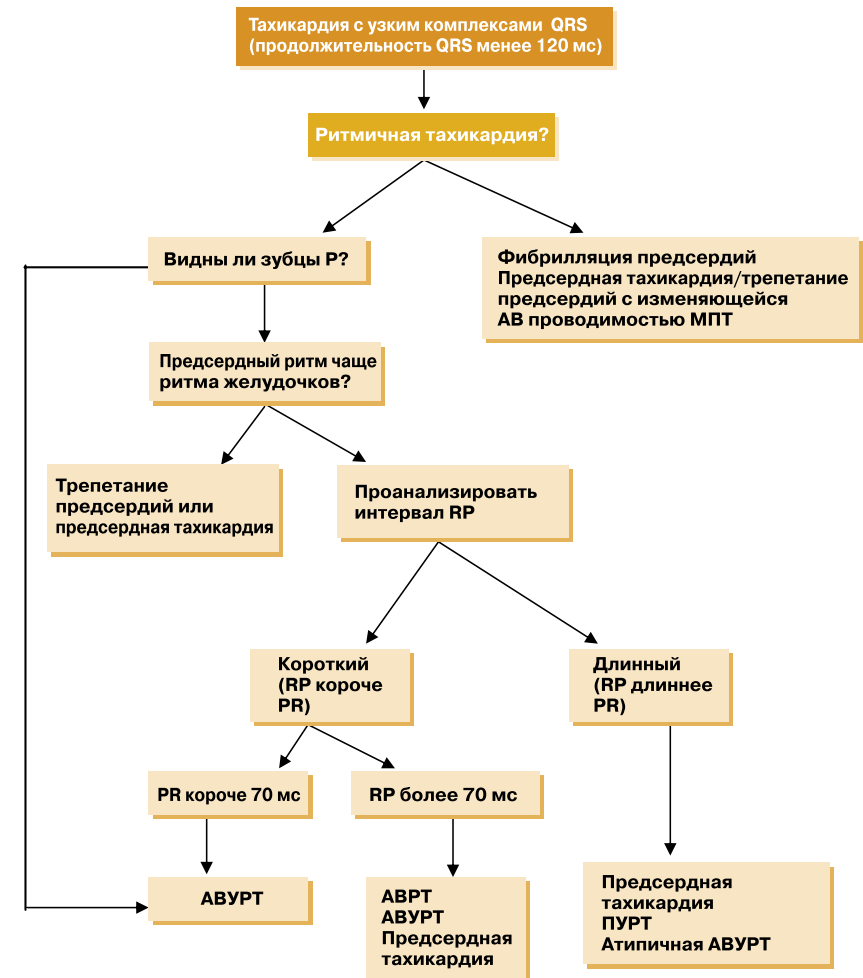 Тахикардия с узким комплексами QRS
(продолжительность QRS менее 120 мс)
Ритмичная тахикардия?
Видны ли зубцы P?
Фибрилляция предсердий
Предсердная тахикардия/трепетание
предсердий с изменяющейся
АВ проводимостью МПТ
Предсердный ритм чаще
ритма желудочков?
Трепетание
предсердий или
предсердная тахикардия
Проанализировать
интервал RP
Короткий
(RP короче
PR)
Длинный
(RP длиннее
PR)
PR короче 70 мс
RP более 70 мс
АВУРТ
АВРТ
АВУРТ
Предсердная
тахикардия
Предсердная
тахикардия
ПУРТ
Атипичная АВУРТ